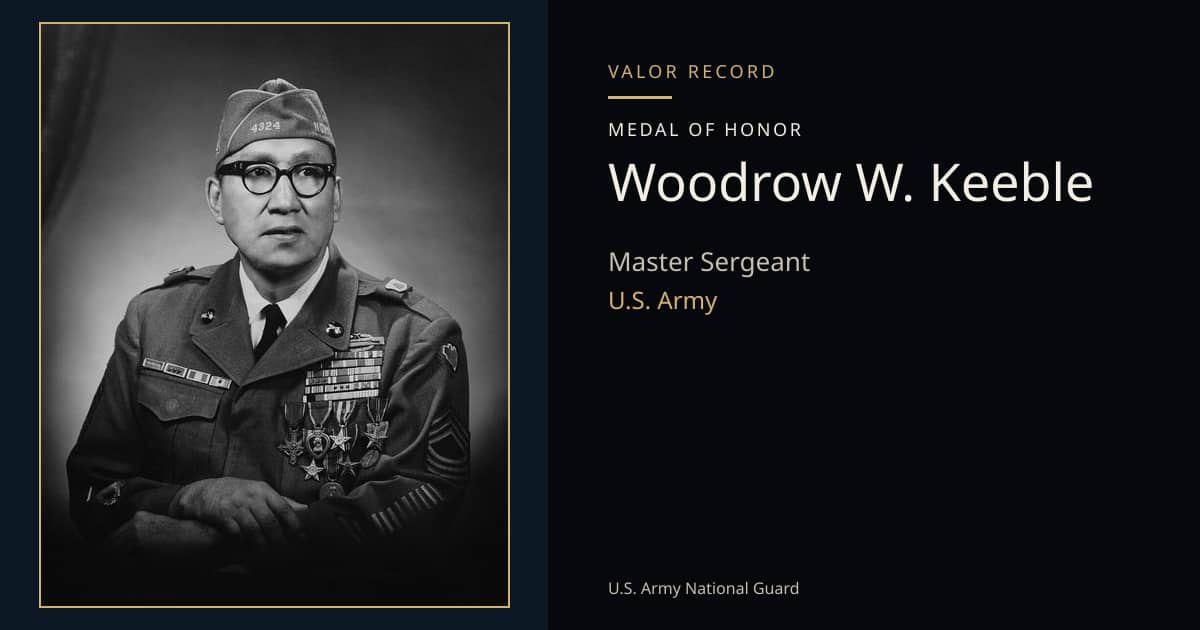 4324
VALOR RECORD
MEDAL OF HONOR
Woodrow W. Keeble
Master Sergeant
U.S. Army
U.S. Army National Guard